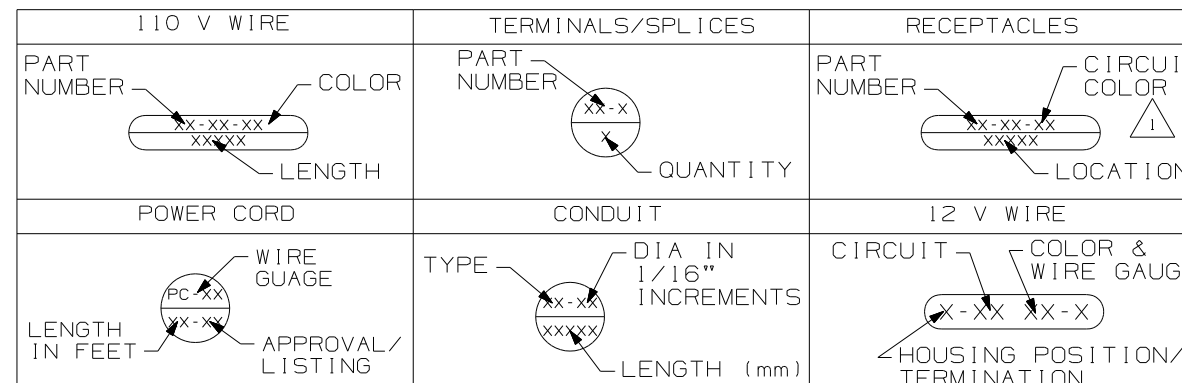 110 V WIRE
PART
NUMBER
COLOR
XX-XX-XX
XXXXX
LENGTH
TERMINALS/SPLICES
PART
NUMBER
XX-X
X
QUANTITY
RECEPTACLES
PART
NUMBER
CIRCUI
COLOR
1
XX-XX-XX
XXXXX
LOCATION
POWER CORD
WIRE
GUAGE
PC-XX
XX-XX
LENGTH
IN FEET
APPROVAL/
LISTING
CONDUIT
TYPE
DIA IN
1/16"
INCREMENTS
XX-XX
XXXXX
LENGTH (mm)
12 V WIRE
CIRCUIT
COLOR &
WIRE GAUG
X-XX XX-X
HOUSING POSITION/
TERMINATION